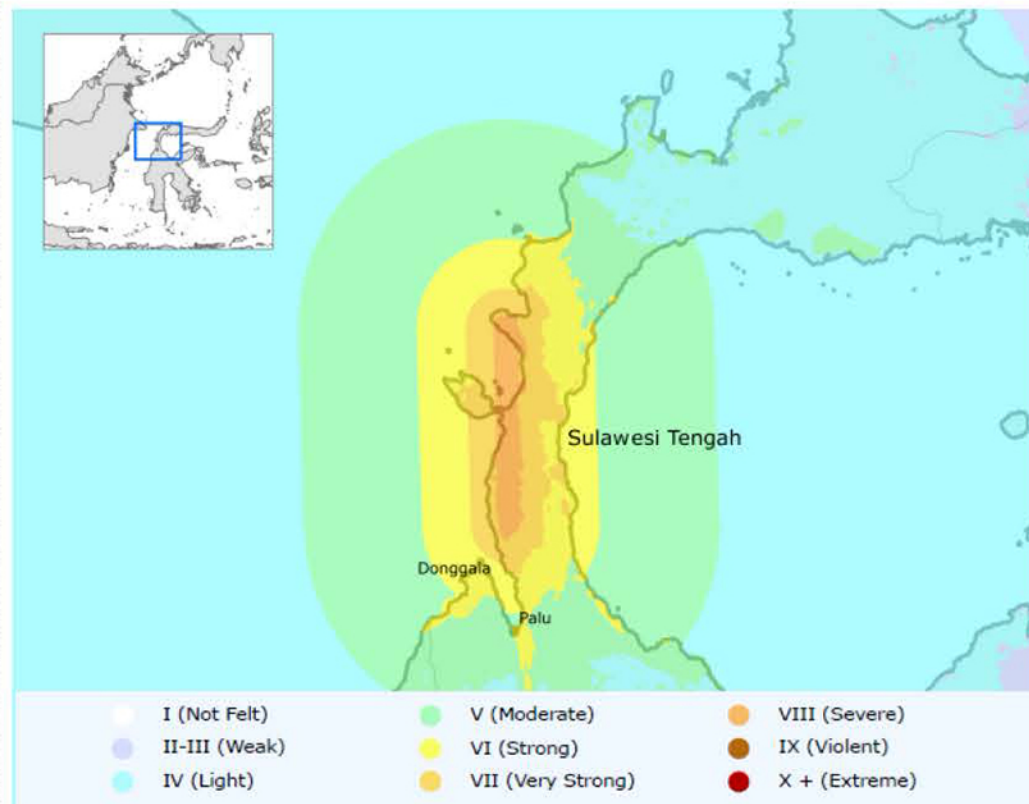 Sulawesi Tengah
Donggala
Palu
I (Not Felt)
II-III (Weak)
IV (Light)
V (Moderate)
VI (Strong)
VII (Very Strong)
VIII (Severe)
IX (Violent)
X + (Extreme)